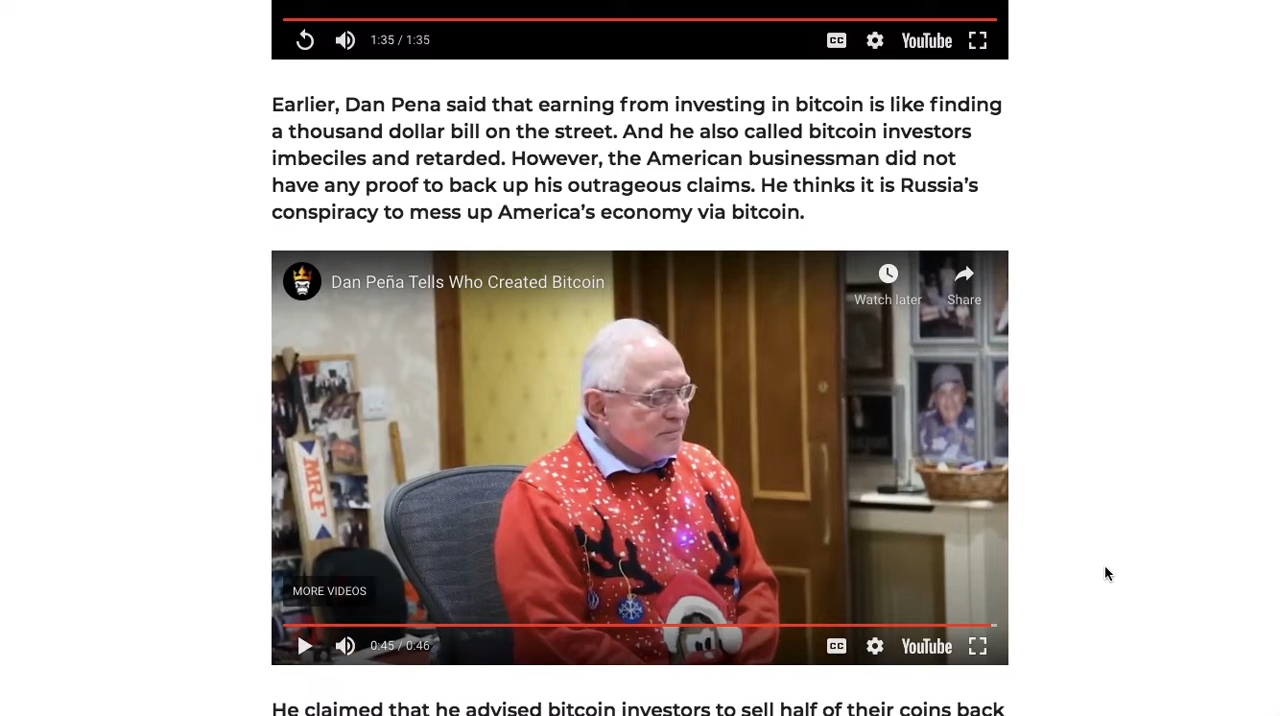 1:35 / 1:35
CC
YouTube
Earlier, Dan Pena said that earning from investing in bitcoin is like finding
a thousand dollar bill on the street. And he also called bitcoin investors
imbeciles and retarded. However, the American businessman did not
have any proof to back up his outrageous claims. He thinks it is Russia’s
conspiracy to mess up America’s economy via bitcoin.
Dan Peña Tells Who Created Bitcoin
Watch later
Share
MRF
MORE VIDEOS
0:45 / 0:46
CC
YouTube
He claimed that he advised bitcoin investors to sell half of their coins back